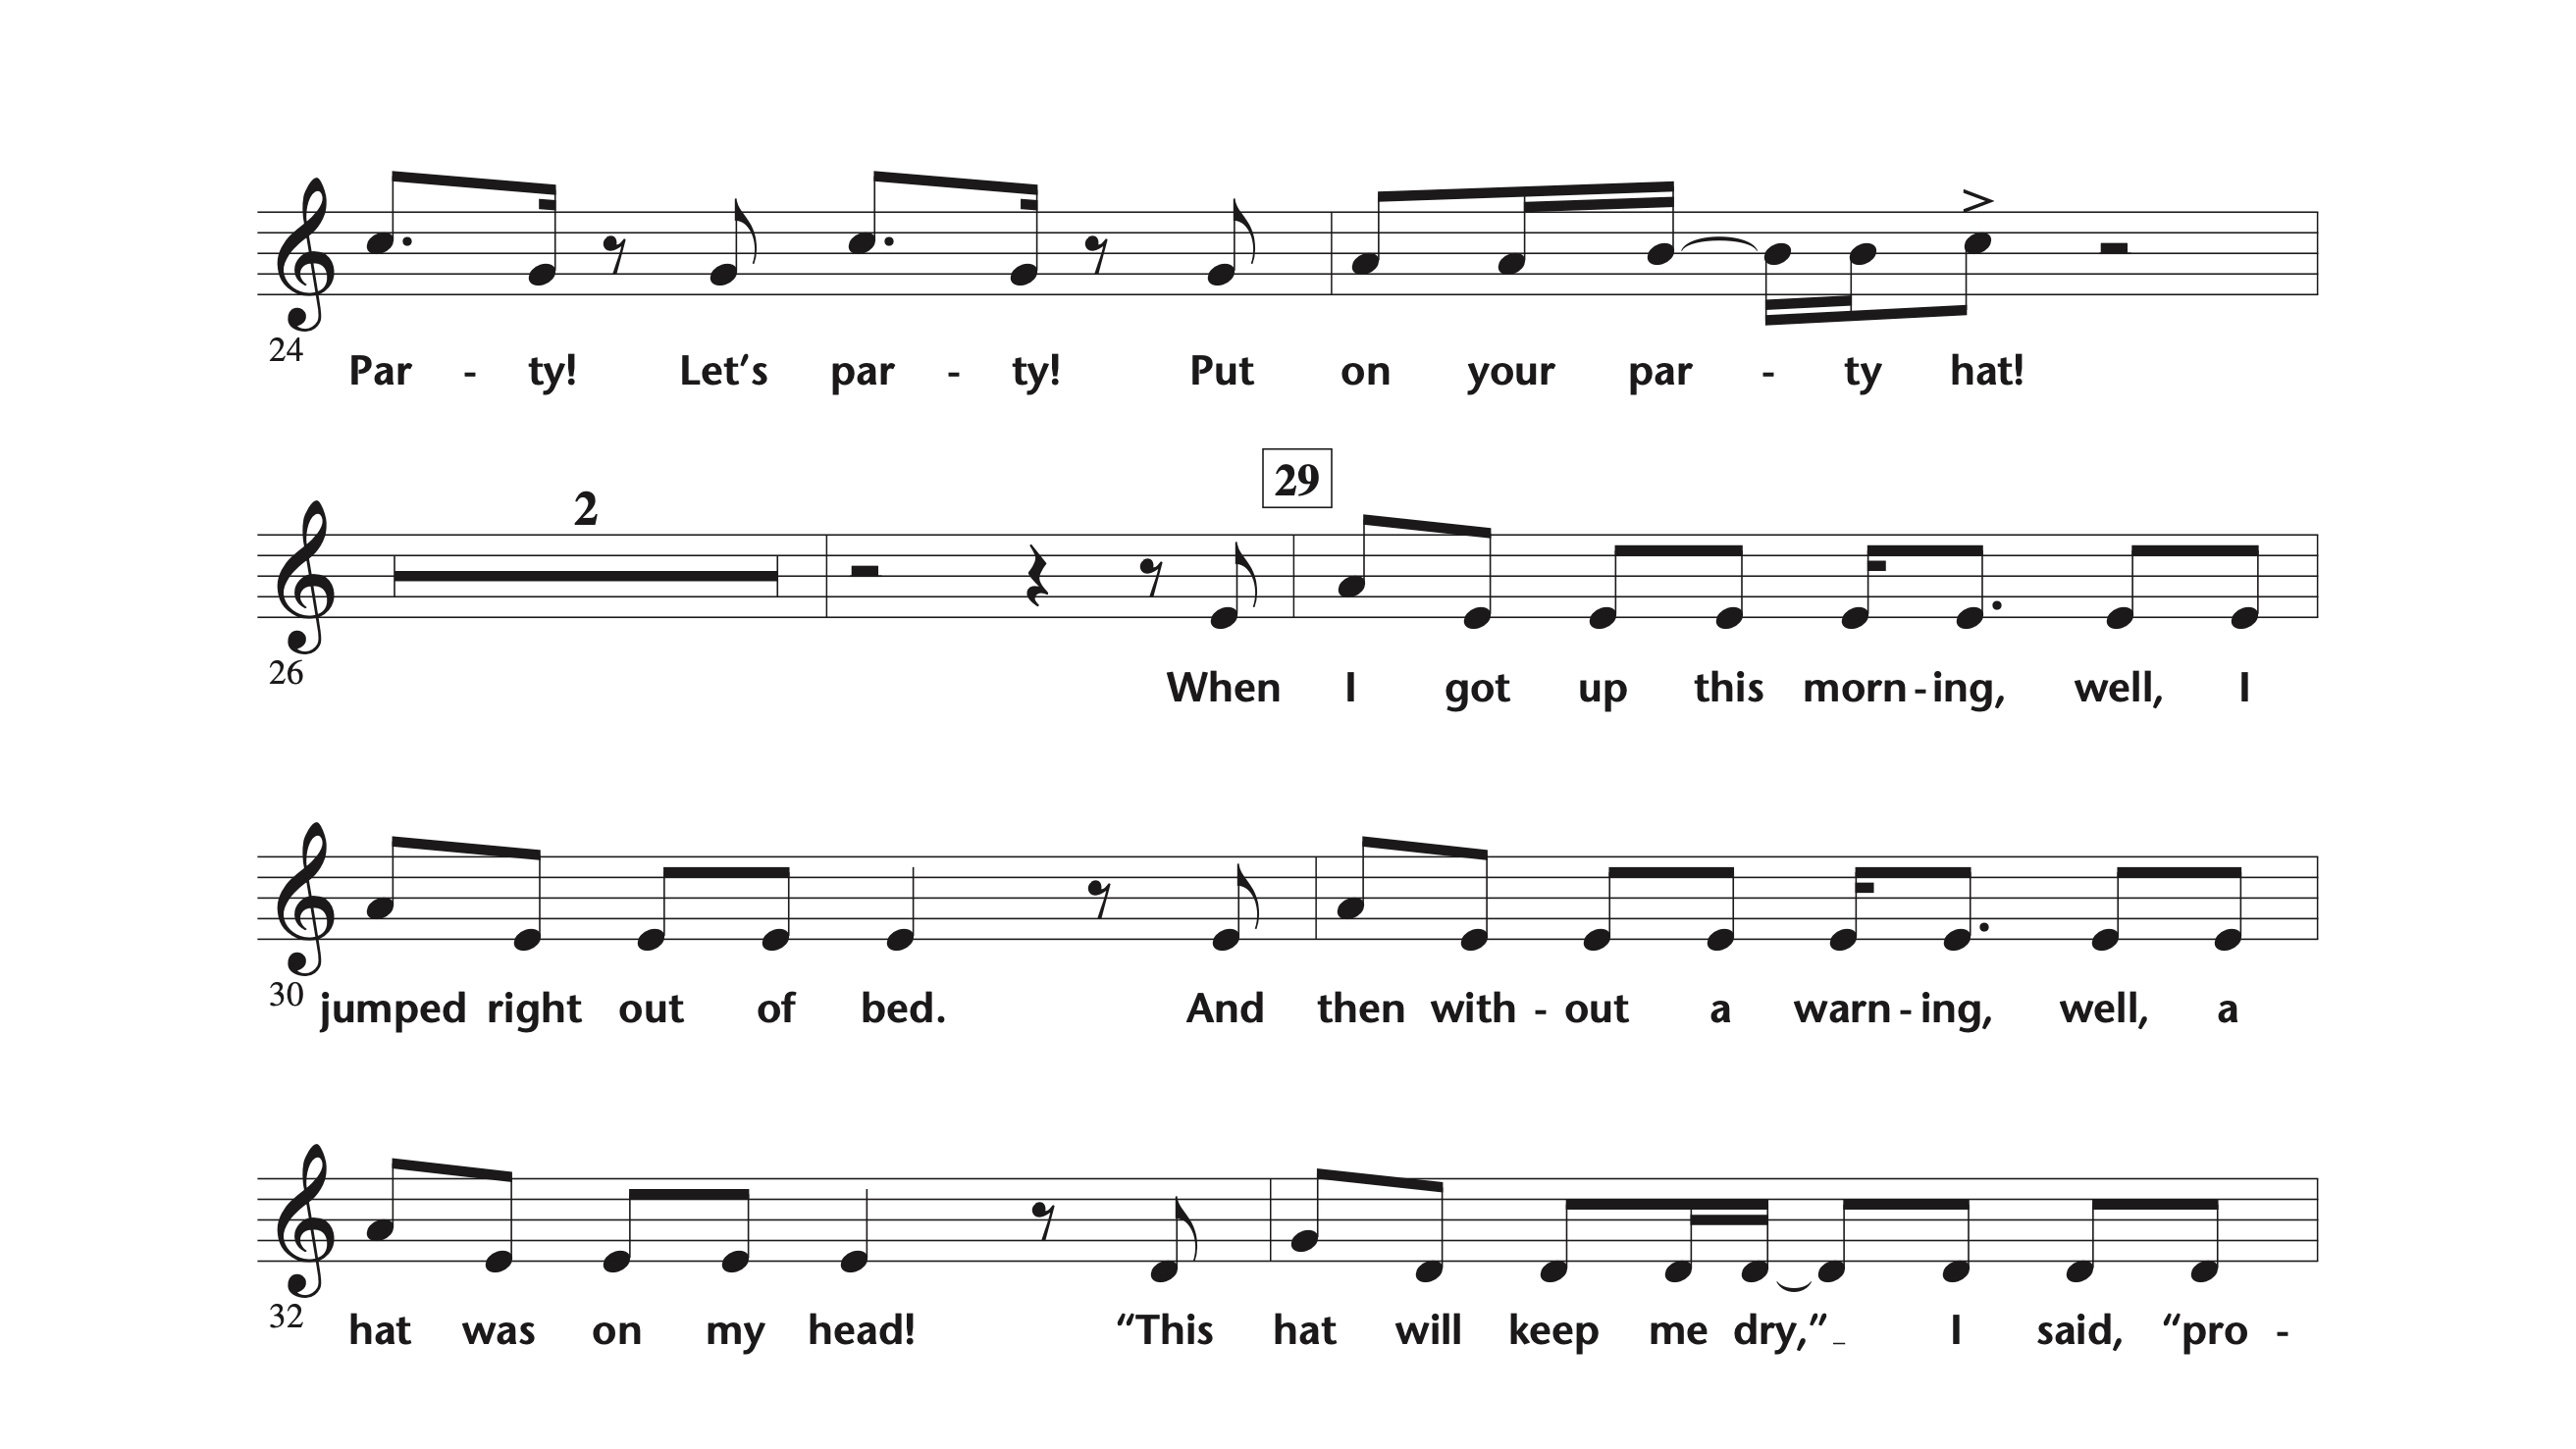 24 Par - ty! Let's par - ty! Put on your par - ty hat!
2
29
26 When I got up this morn - ing, well, I
30 jumped right out of bed. And then with - out a warn - ing, well, a
32 hat was on my head! “This hat will keep me dry,” _ I said, “pro -